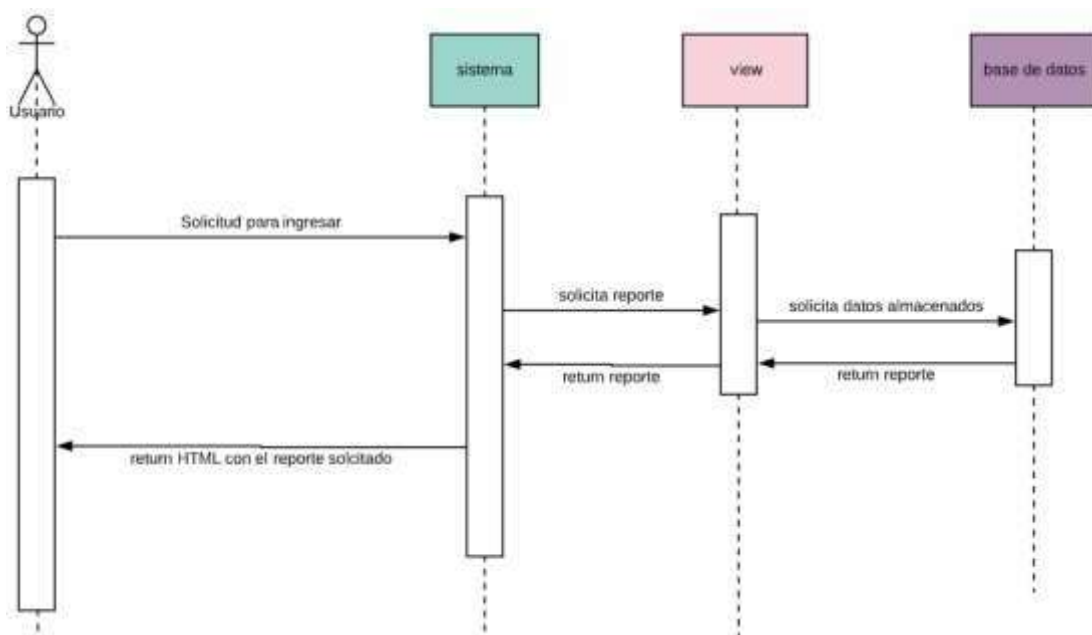 Usuario
sistema
view
base de datos
Solicitud para ingresar
solicita reporte
solicita datos almacenados
return reporte
return reporte
return HTML con el reporte solcitado